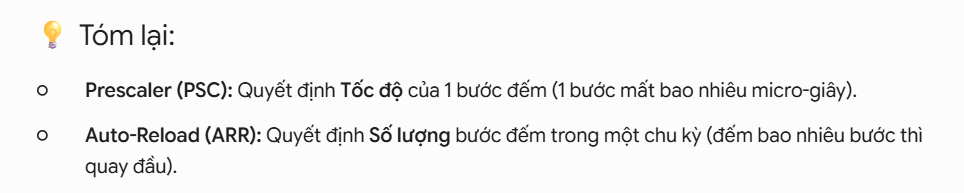 💡 Tóm lại:
Prescaler (PSC): Quyết định Tốc độ của 1 bước đếm (1 bước mất bao nhiêu micro-giây).
Auto-Reload (ARR): Quyết định Số lượng bước đếm trong một chu kỳ (đếm bao nhiêu bước thì
quay đầu).